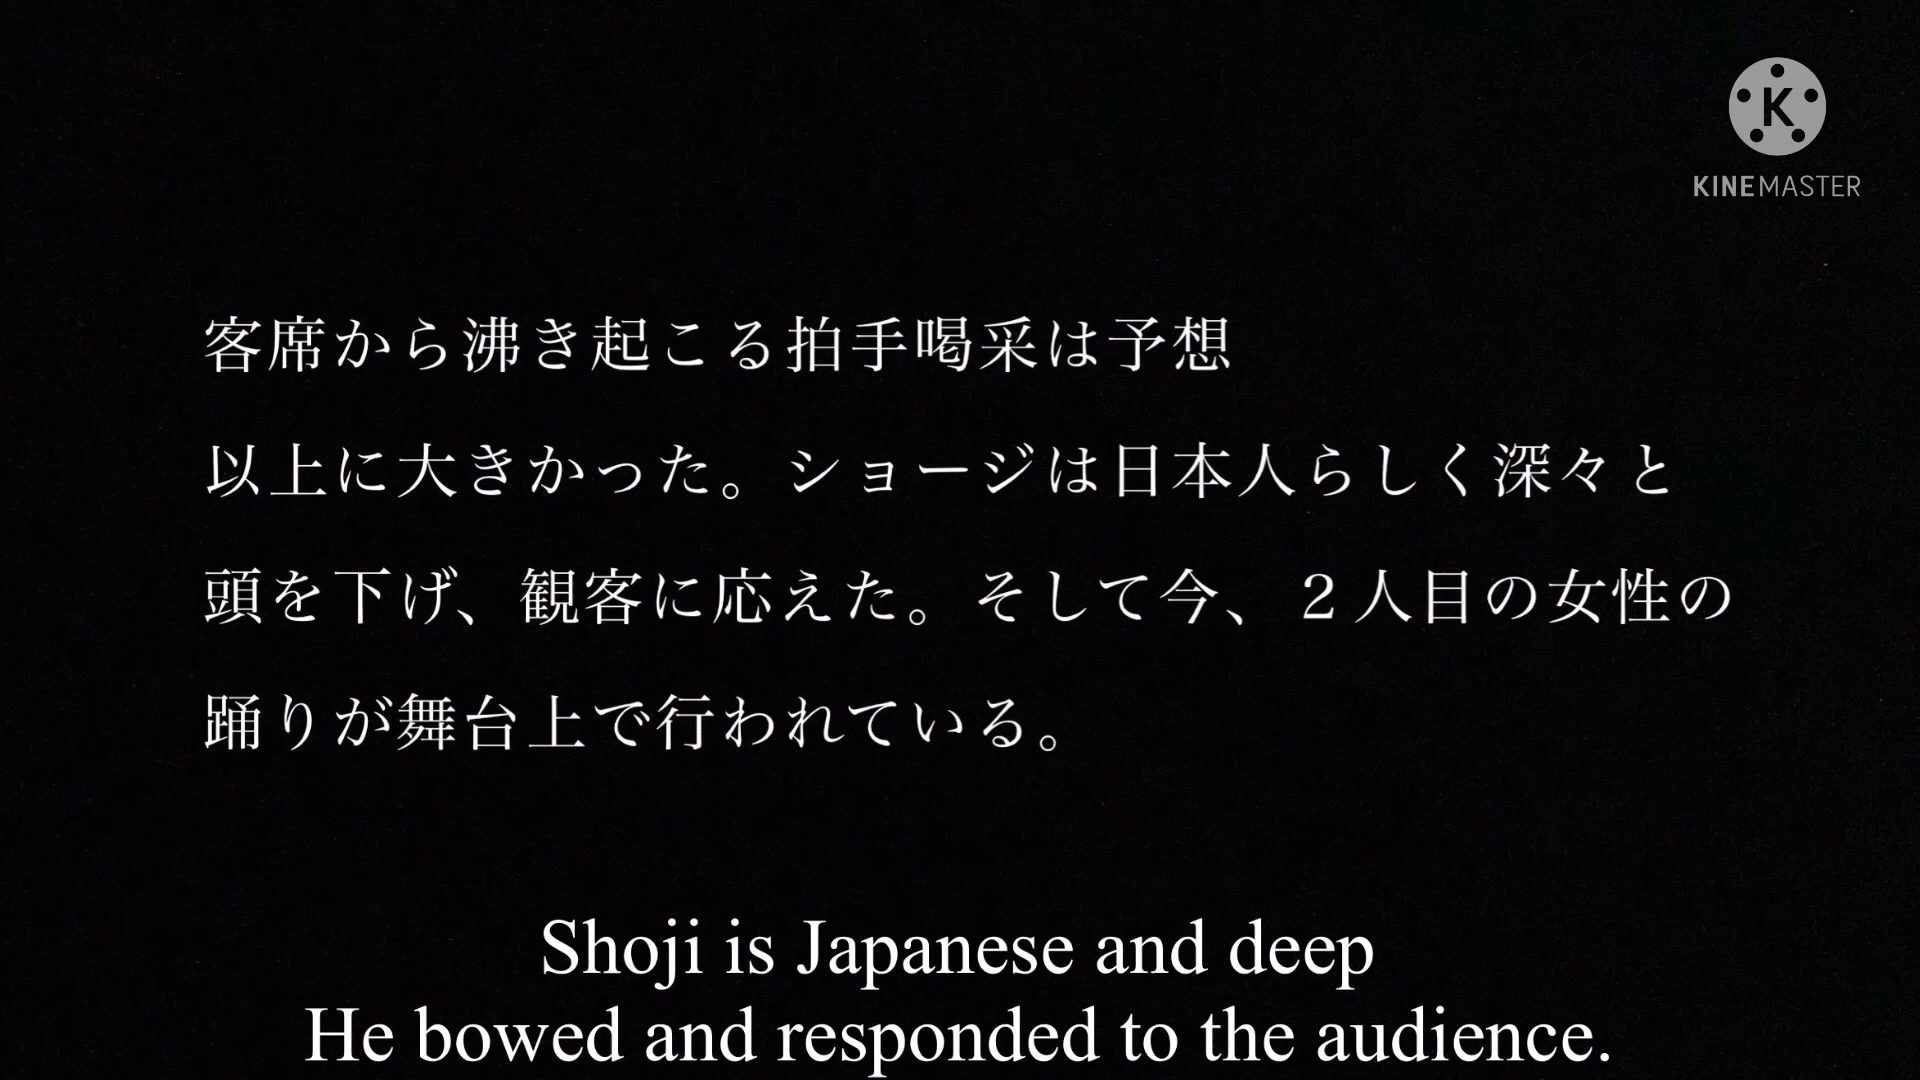 K
KINEMASTER
客席から沸き起こる拍手喝采は予想
以上に大きかった。ショージは日本人らしく深々と
頭を下げ、観客に応えた。そして今、２人目の女性の
踊りが舞台上で行われている。
Shoji is Japanese and deep
He bowed and responded to the audience.